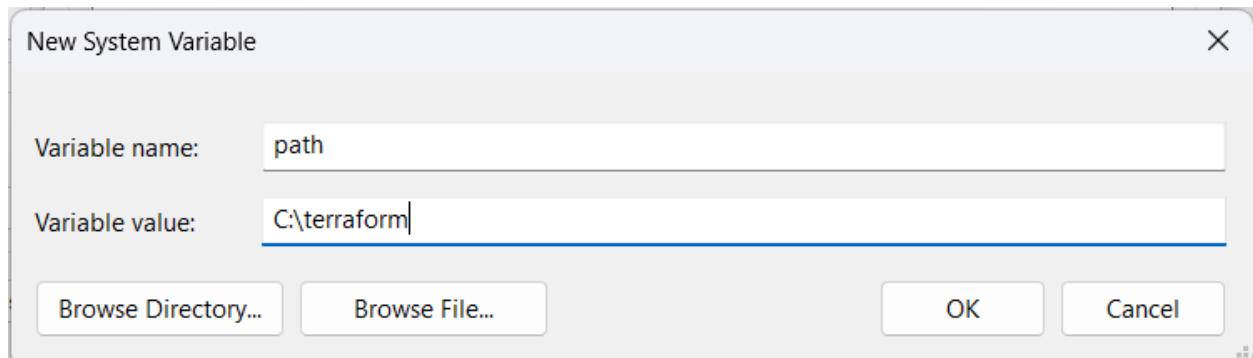 New System Variable
Variable name: path
Variable value: C:\terraform
Browse Directory... Browse File... OK Cancel